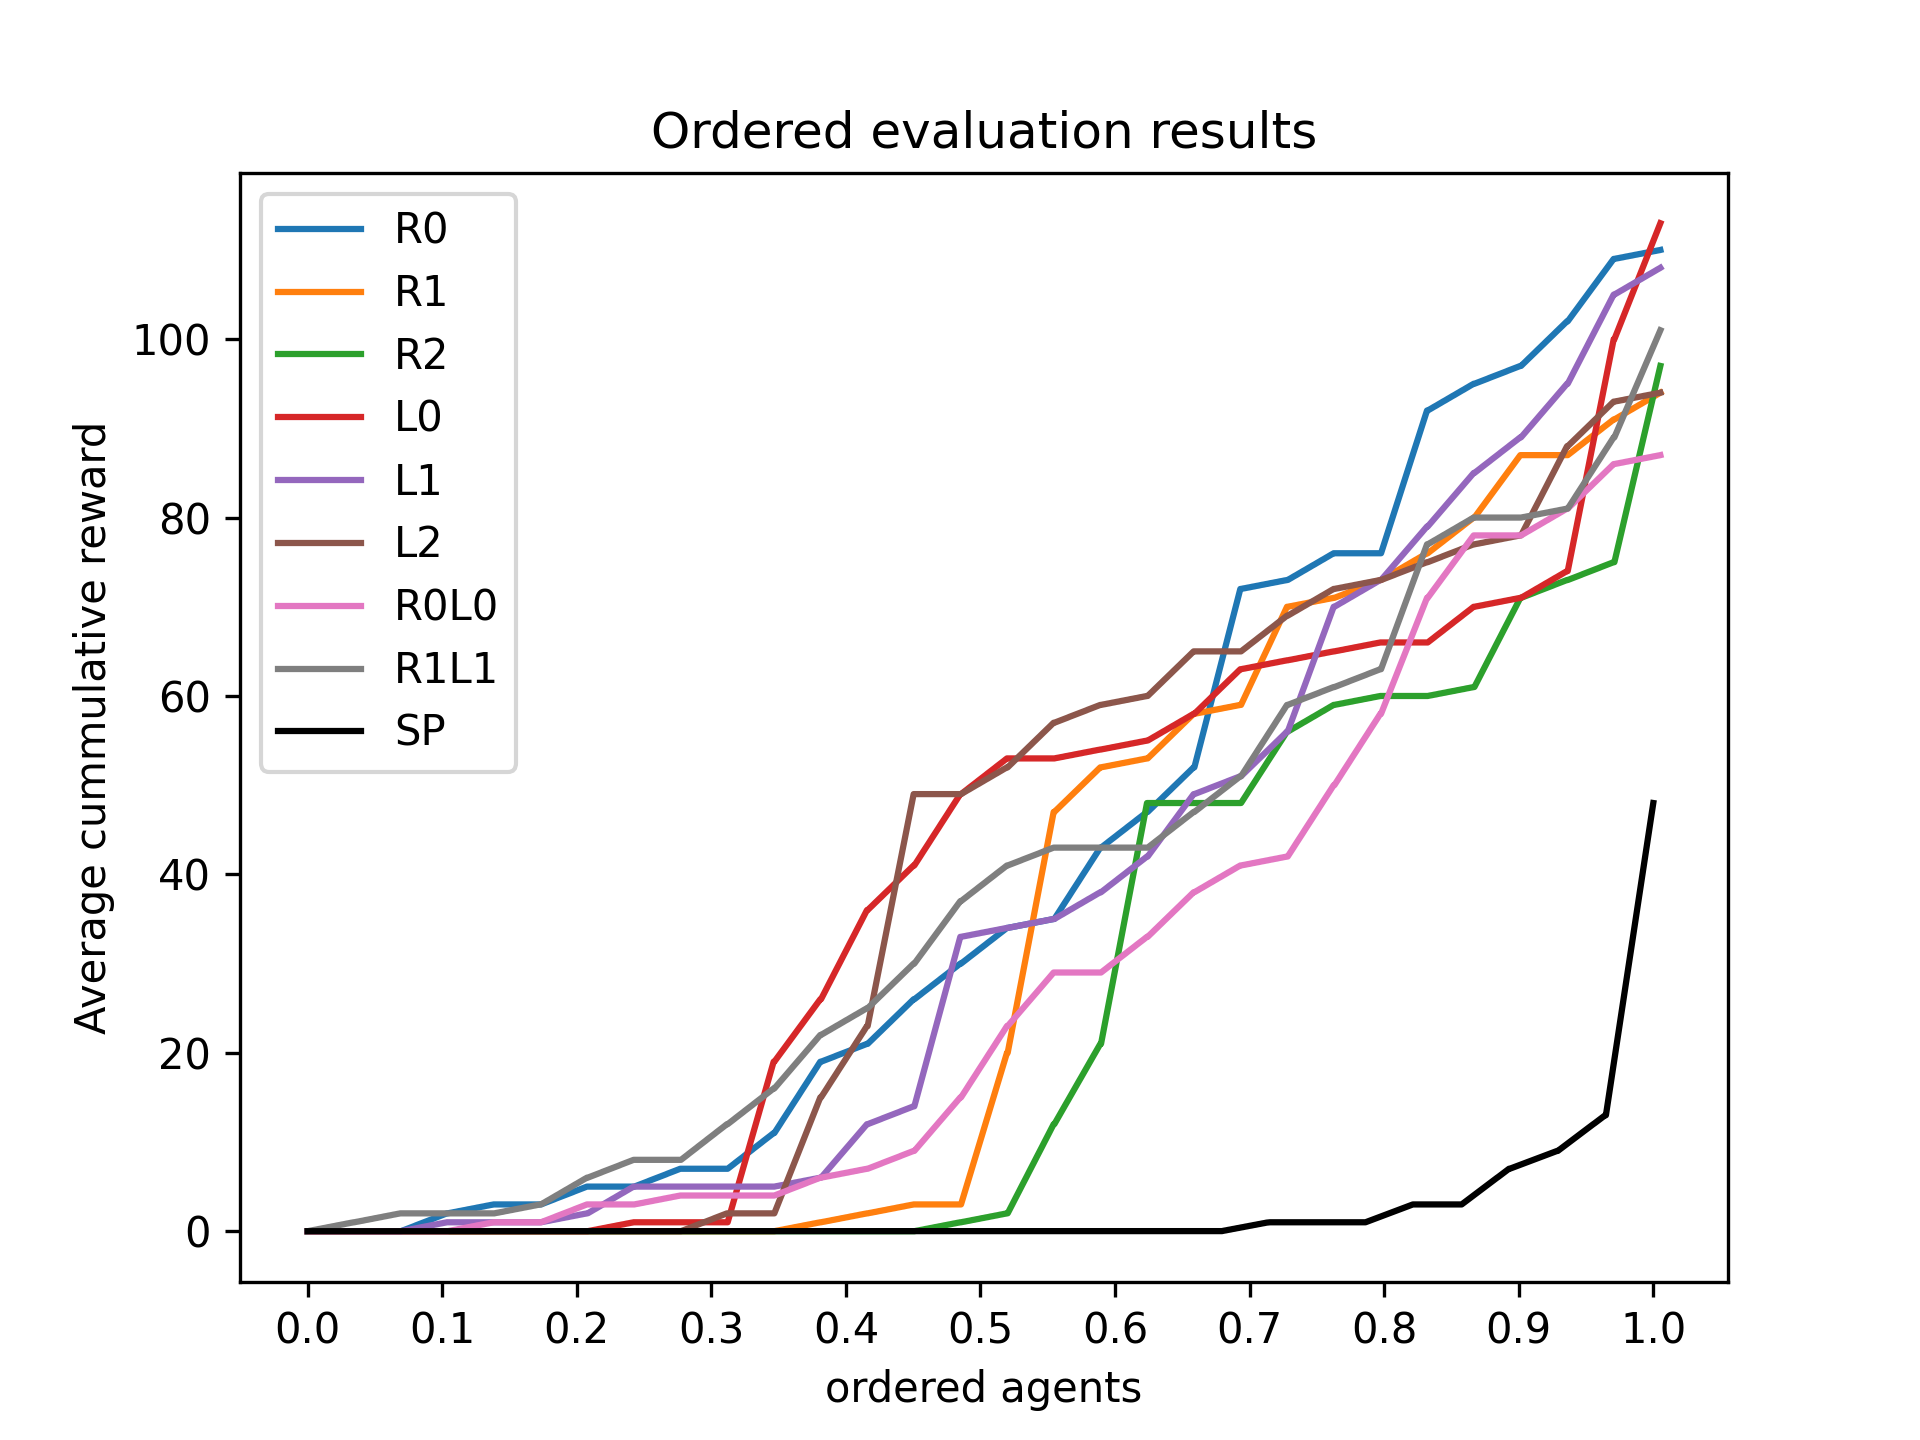 Ordered evaluation results
R0
R1
R2
L0
L1
L2
R0L0
R1L1
SP
Average cummulative reward
100
80
60
40
20
0
0.0 0.1 0.2 0.3 0.4 0.5 0.6 0.7 0.8 0.9 1.0
ordered agents